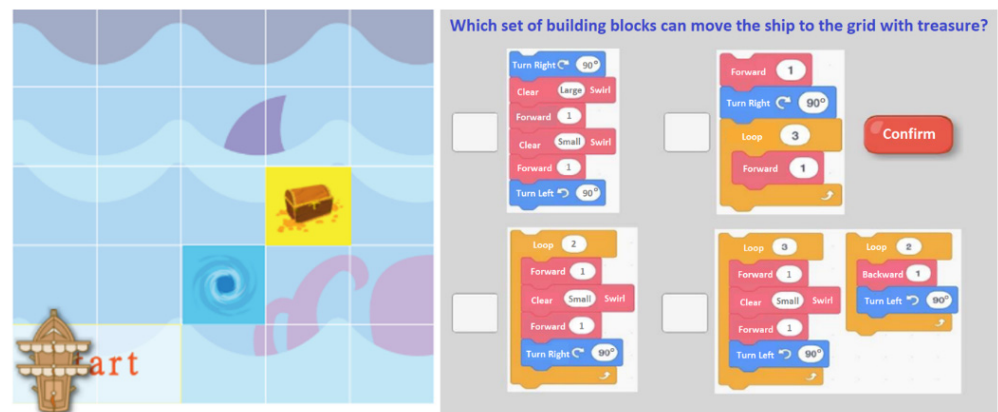 Which set of building blocks can move the ship to the grid with treasure?
Turn Right 90°
Clear Large Swirl
Forward 1
Clear Small Swirl
Forward 1
Turn Left 90°
Forward 1
Turn Right 90°
Loop 3
Forward 1
Confirm
Loop 2
Forward 1
Clear Small Swirl
Forward 1
Turn Right 90°
Loop 3
Forward 1
Clear Small Swirl
Forward 1
Turn Left 90°
Loop 2
Backward 1
Turn Left 90°
art